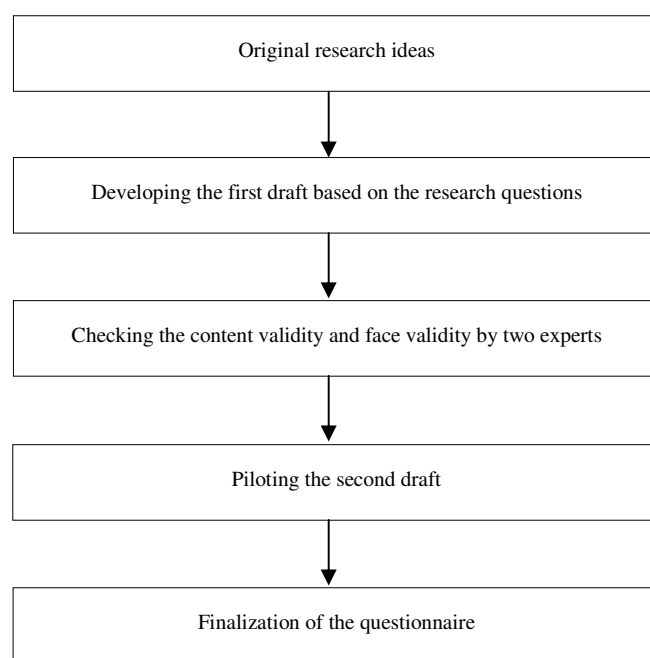 Original research ideas
Developing the first draft based on the research questions
Checking the content validity and face validity by two experts
Piloting the second draft
Finalization of the questionnaire